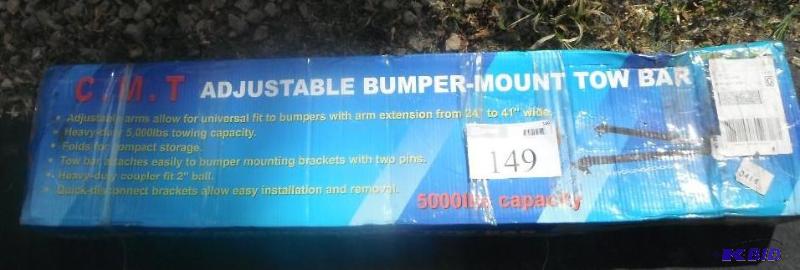 C.M.T ADJUSTABLE BUMPER-MOUNT TOW BAR
• Adjustable arms allow for universal fit to bumpers with arm extension from 24" to 41" wide.
• Heavy-duty 5,000lbs towing capacity.
• Folds for compact storage.
• Tow bar attaches easily to bumper mounting brackets with two pins.
• Heavy-duty coupler fit 2" ball.
• Quick-disconnect brackets allow easy installation and removal.
149
5000lbs capacity
K-BID